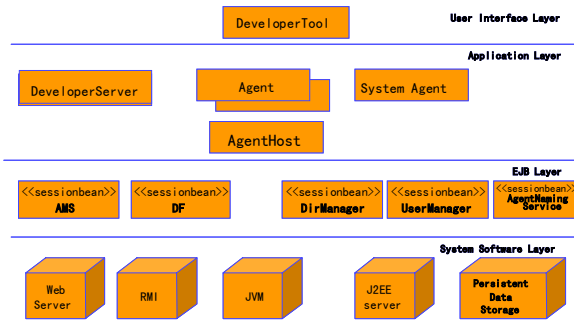 DeveloperTool
User Interface Layer
Application Layer
DeveloperServer
Agent
System Agent
AgentHost
EJB Layer
<<sessionbean>>
AMS
<<sessionbean>>
DF
<<sessionbean>>
DirManager
<<sessionbean>>
UserManager
<<sessionbean>>
AgentNaming
Service
System Software Layer
Web
Server
RMI
JVM
J2EE
server
Persistent
Data
Storage